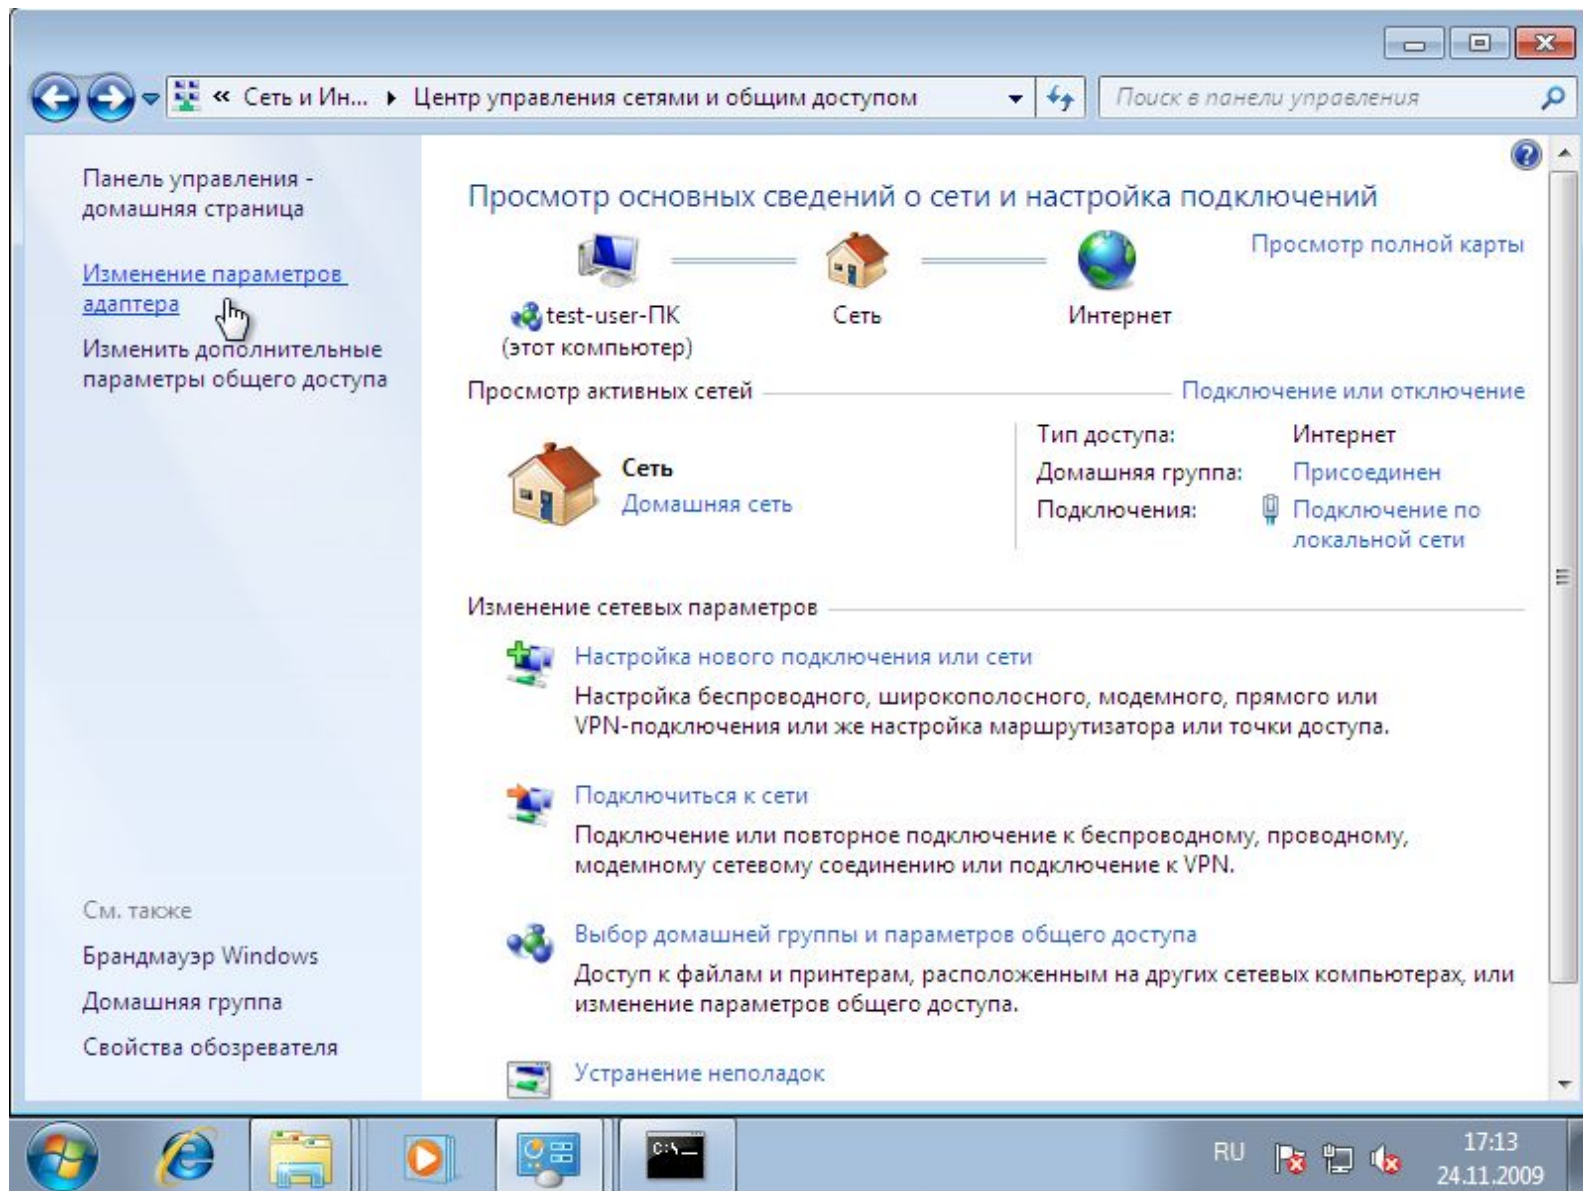 « Сеть и Ин... ▸ Центр управления сетями и общим доступом
Поиск в панели управления
Панель управления -
домашняя страница
Изменение параметров
адаптера
Изменить дополнительные
параметры общего доступа
См. также
Брандмауэр Windows
Домашняя группа
Свойства обозревателя
Просмотр основных сведений о сети и настройка подключений
Просмотр полной карты
test-user-ПК
(этот компьютер)
Сеть
Интернет
Просмотр активных сетей
Подключение или отключение
Сеть
Домашняя сеть
Тип доступа: Интернет
Домашняя группа: Присоединен
Подключения: Подключение по
локальной сети
Изменение сетевых параметров
Настройка нового подключения или сети
Настройка беспроводного, широкополосного, модемного, прямого или
VPN-подключения или же настройка маршрутизатора или точки доступа.
Подключиться к сети
Подключение или повторное подключение к беспроводному, проводному,
модемному сетевому соединению или подключение к VPN.
Выбор домашней группы и параметров общего доступа
Доступ к файлам и принтерам, расположенным на других сетевых компьютерах, или
изменение параметров общего доступа.
Устранение неполадок
C:\_
RU
17:13
24.11.2009